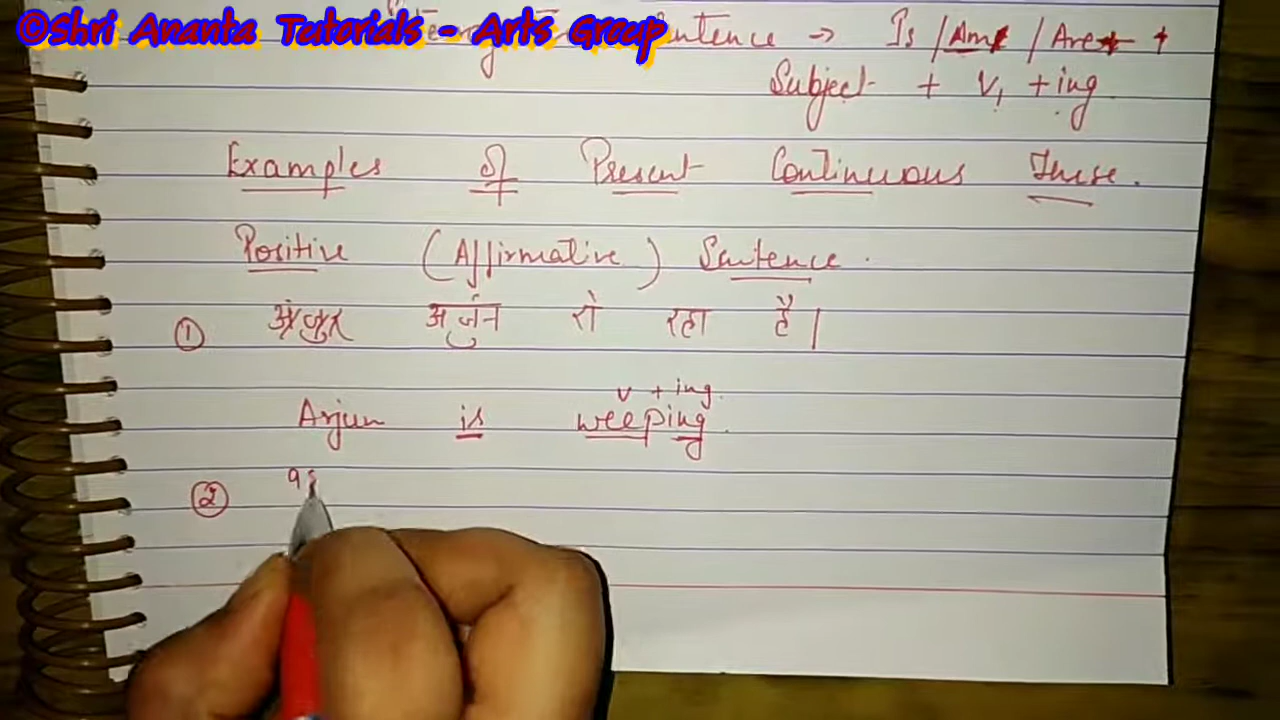 ©Shri Ananta Tutorials - Arts Group
Sentence → Is / Am / Are +
Subject + V₁ + ing
Examples of Present Continuous Tense.
Positive (Affirmative) Sentence.
① अर्जुन रो रहा है।
v + ing
Arjun is weeping.
②